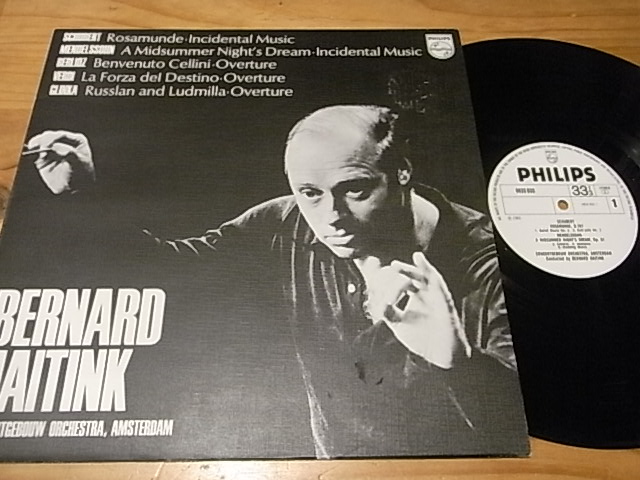 SCHUBERT Rosamunde·Incidental Music
MENDELSSOHN A Midsummer Night's Dream·Incidental Music
BERLIOZ Benvenuto Cellini·Overture
VERDI La Forza del Destino·Overture
GLINKA Russlan and Ludmilla·Overture
PHILIPS
BERNARD
AITINK
TGEBOUW ORCHESTRA, AMSTERDAM
PHILIPS
33⅓
1
SCHUBERT
ROSAMUNDE, D.797
MENDELSSOHN
A MIDSUMMER NIGHT'S DREAM, Op. 61
CONCERTGEBOUW ORCHESTRA, AMSTERDAM
Conducted by BERNARD HAITINK